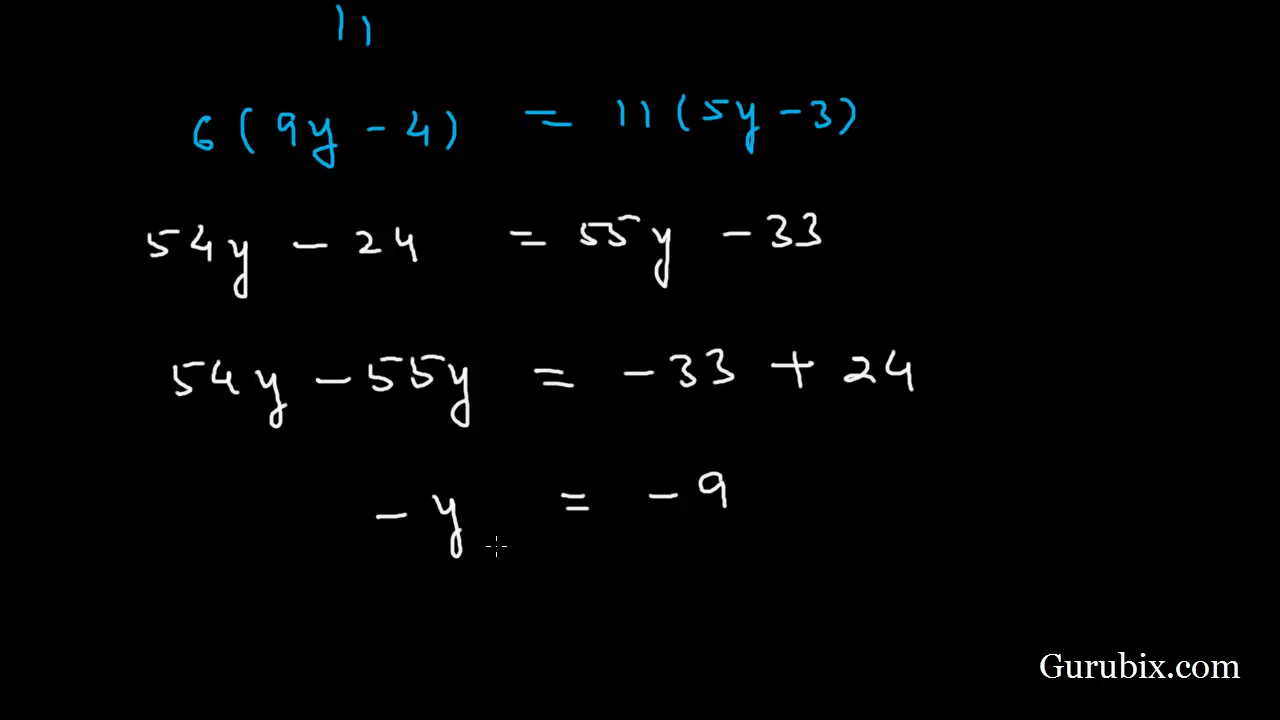 11
6(9y - 4) = 11(5y - 3)
54y - 24 = 55y - 33
54y - 55y = -33 + 24
-y = -9
Gurubix.com